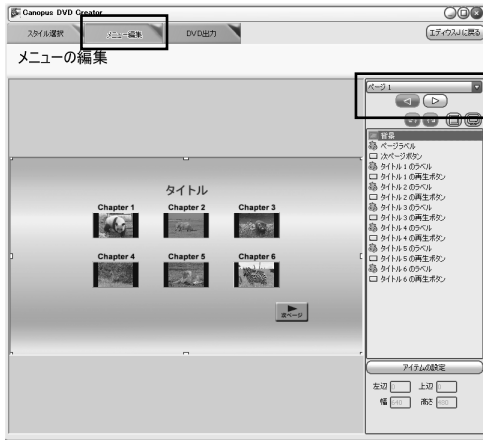 Canopus DVD Creator
スタイル選択
メニュー編集
DVD出力
エディウスJに戻る
メニューの編集
ページ 1
背景
ページラベル
次ページボタン
タイトル 1 のラベル
タイトル 1 の再生ボタン
タイトル 2 のラベル
タイトル 2 の再生ボタン
タイトル 3 のラベル
タイトル 3 の再生ボタン
タイトル 4 のラベル
タイトル 4 の再生ボタン
タイトル 5 のラベル
タイトル 5 の再生ボタン
タイトル 6 のラベル
タイトル 6 の再生ボタン
タイトル
Chapter 1 Chapter 2 Chapter 3
Chapter 4 Chapter 5 Chapter 6
次ページ
アイテムの設定
左辺 0 上辺 0
幅 640 高さ 480